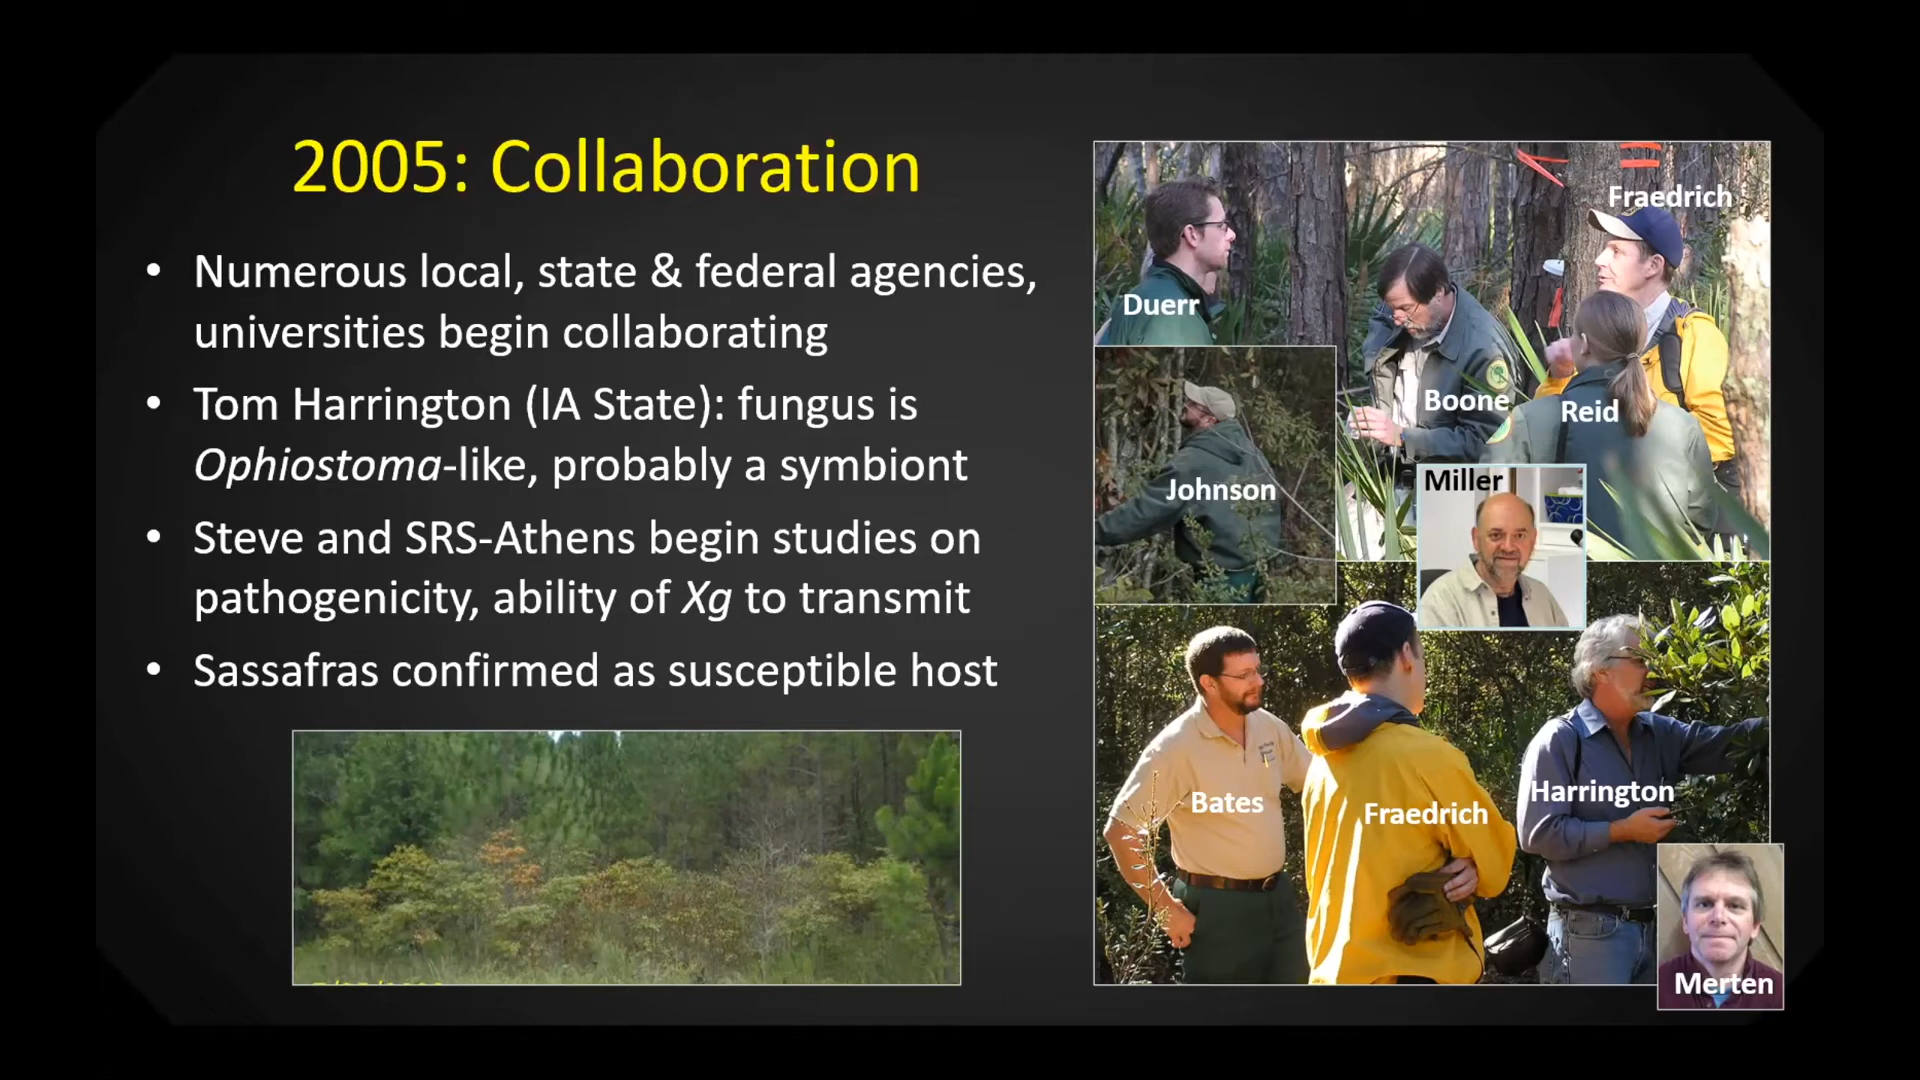 2005: Collaboration
• Numerous local, state & federal agencies,
universities begin collaborating
• Tom Harrington (IA State): fungus is
Ophiostoma-like, probably a symbiont
• Steve and SRS-Athens begin studies on
pathogenicity, ability of Xg to transmit
• Sassafras confirmed as susceptible host
Fraedrich
Duerr
Boone
Reid
Johnson
Miller
Bates
Fraedrich
Harrington
Merten